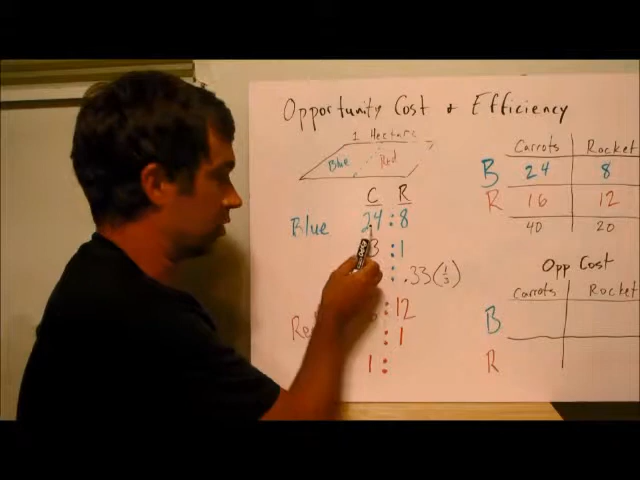 Opportunity Cost & Efficiency
1 Hectare
Blue Red
C R
Blue 24 : 8
3 : 1
: .33 (1/3)
: 12
: 1
1 :
Carrots Rocket
B 24 8
R 16 12
40 20
Opp Cost
Carrots Rocket
B
R